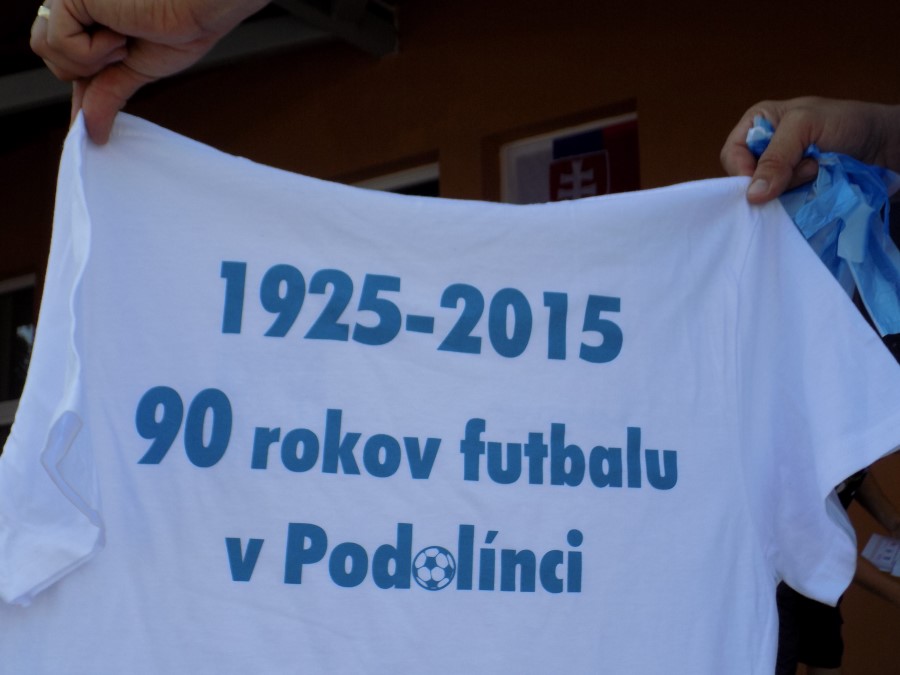 1925-2015
90 rokov futbalu
v Podolínci